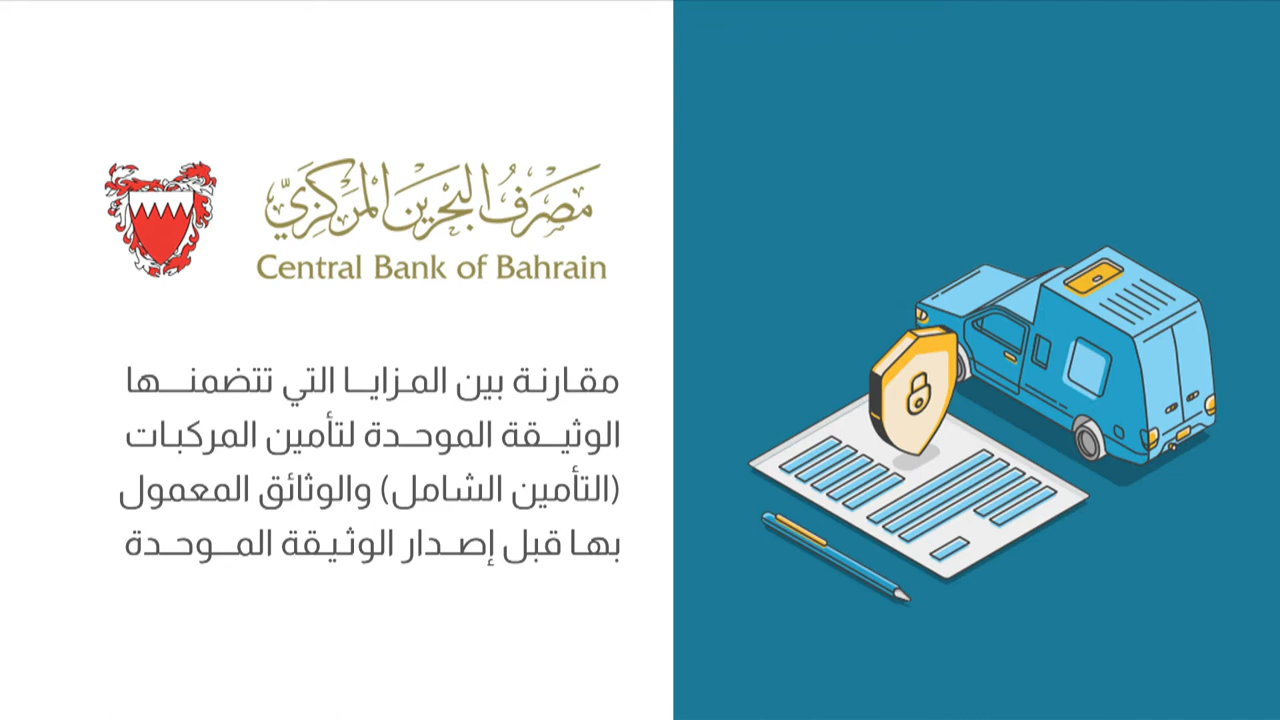 مصرف البحرين المركزي
Central Bank of Bahrain
مقارنة بين المزايا التي تتضمنها
الوثيقة الموحدة لتأمين المركبات
(التأمين الشامل) والوثائق المعمول
بها قبل إصدار الوثيقة الموحدة